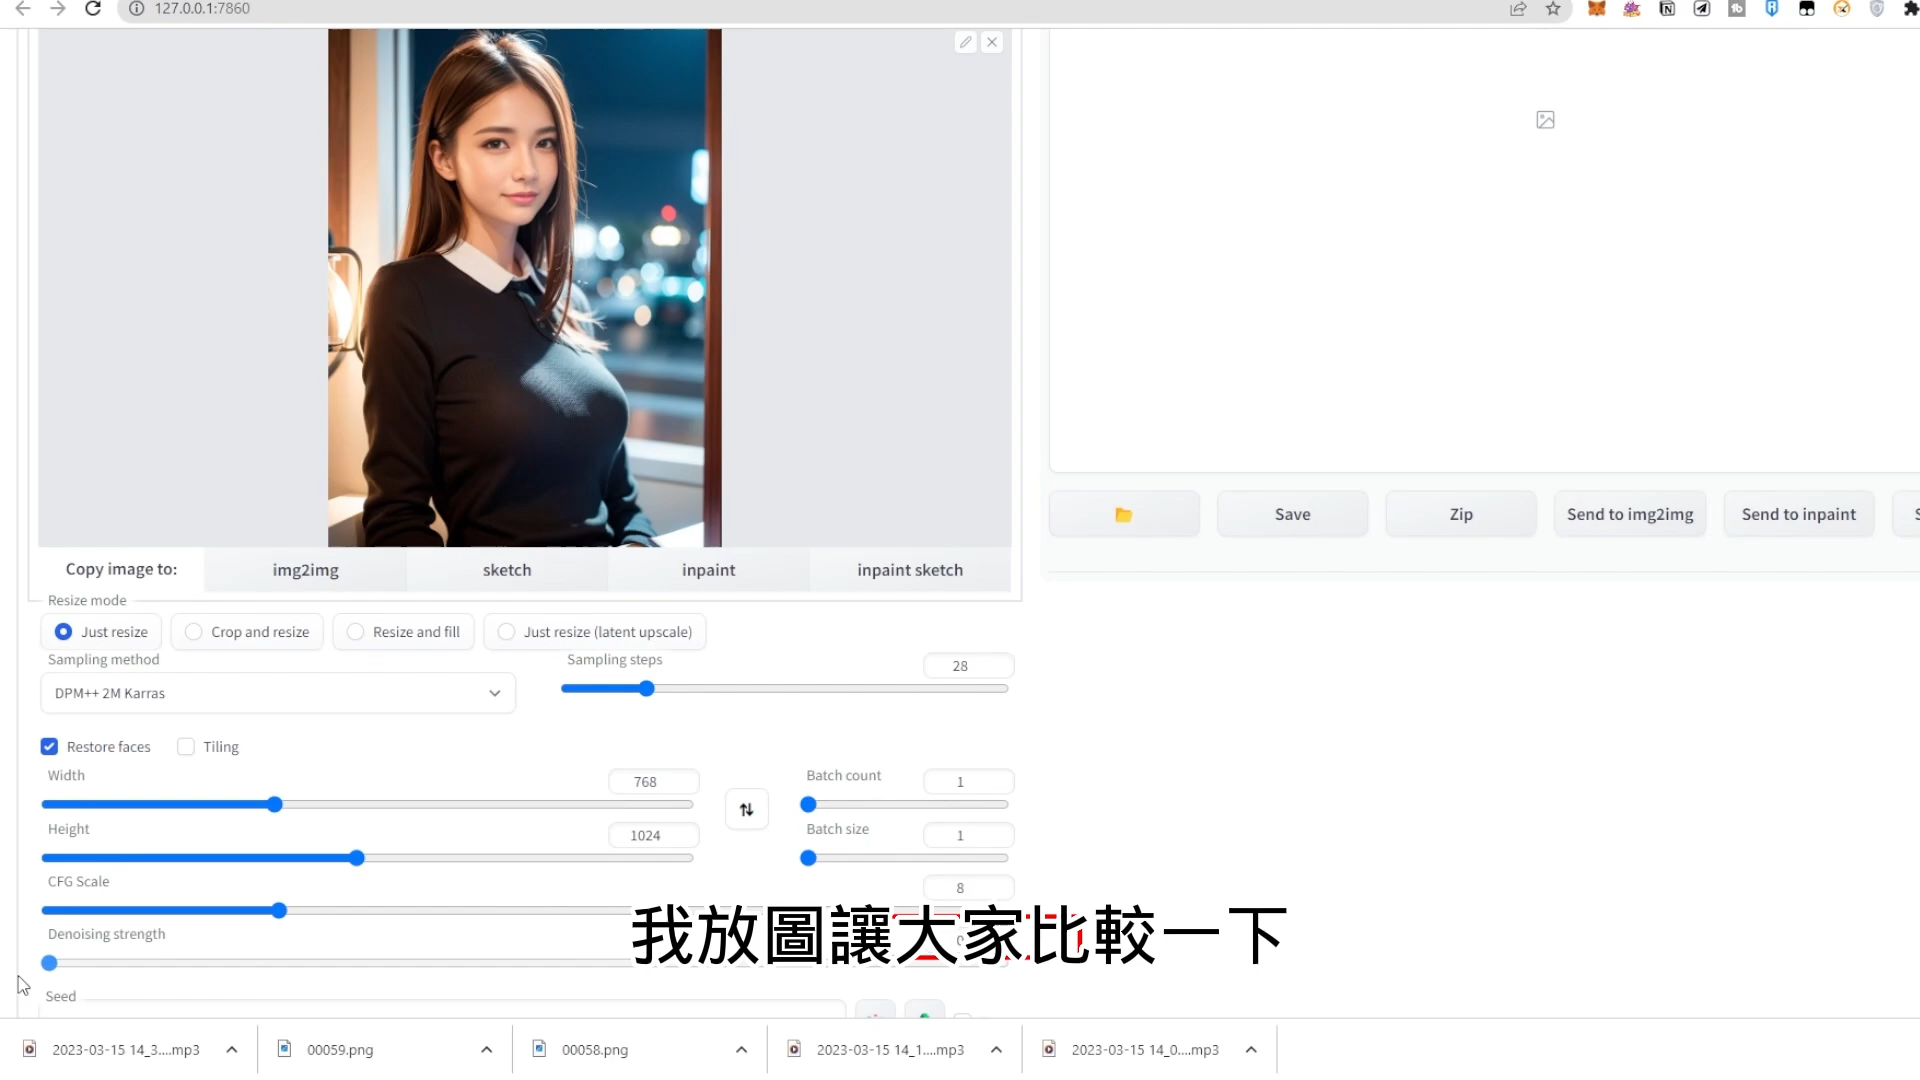 127.0.0.1:7860
Save
Zip
Send to img2img
Send to inpaint
Copy image to:
img2img
sketch
inpaint
inpaint sketch
Resize mode
Just resize
Crop and resize
Resize and fill
Just resize (latent upscale)
Sampling method
Sampling steps
28
DPM++ 2M Karras
Restore faces
Tiling
Width
768
Batch count
1
Height
1024
Batch size
1
CFG Scale
8
Denoising strength
我放圖讓大家比較一下
Seed
2023-03-15 14_3....mp3
00059.png
00058.png
2023-03-15 14_1....mp3
2023-03-15 14_0....mp3